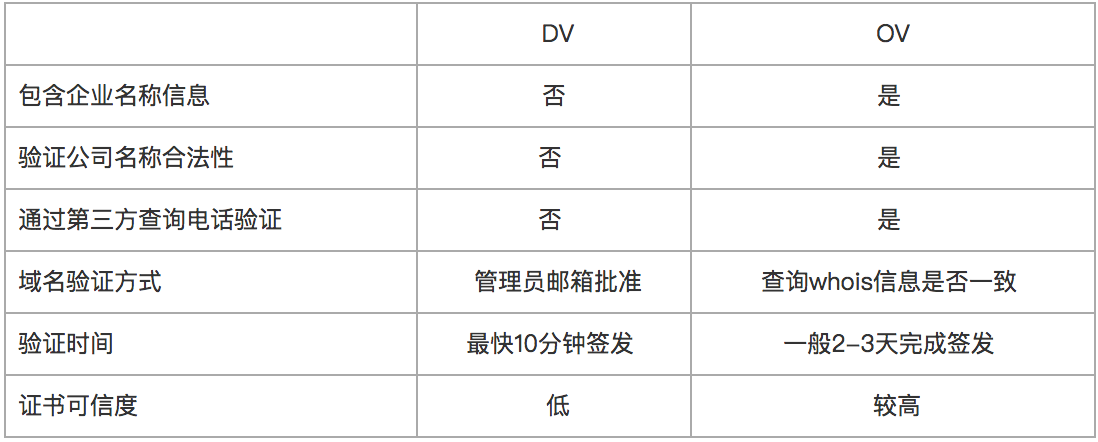 DV OV
包含企业名称信息 否 是
验证公司名称合法性 否 是
通过第三方查询电话验证 否 是
域名验证方式 管理员邮箱批准 查询whois信息是否一致
验证时间 最快10分钟签发 一般2-3天完成签发
证书可信度 低 较高